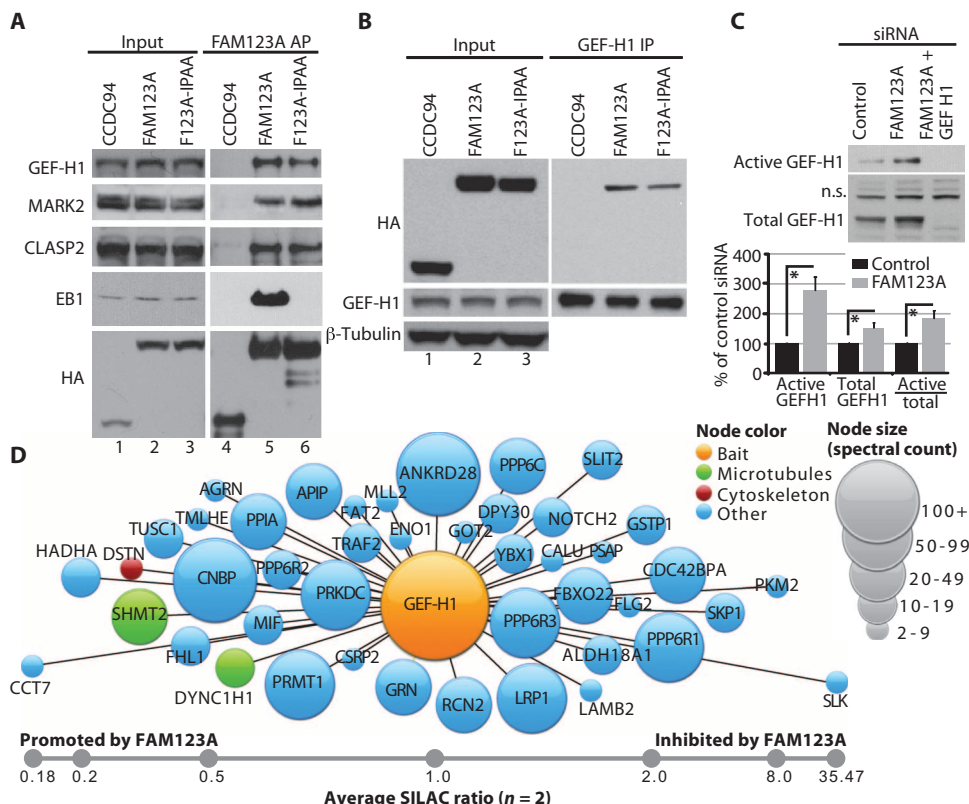 A
Input
FAM123A AP
CCDC94
FAM123A
F123A-IPAA
CCDC94
FAM123A
F123A-IPAA
GEF-H1
MARK2
CLASP2
EB1
HA
1 2 3 4 5 6
B
Input
GEF-H1 IP
CCDC94
FAM123A
F123A-IPAA
CCDC94
FAM123A
F123A-IPAA
HA
GEF-H1
β-Tubulin
1 2 3
C
siRNA
Control
FAM123A
FAM123A +
GEF H1
Active GEF-H1
n.s.
Total GEF-H1
% of control siRNA
400
300
200
100
0
*
*
*
Control
FAM123A
Active
GEFH1
Total
GEFH1
Active
total
D
Node color
Bait
Microtubules
Cytoskeleton
Other
Node size
(spectral count)
100+
50-99
20-49
10-19
2-9
ANKRD28
PPP6C
SLIT2
AGRN
APIP
MLL2
FAT2
DPY30
NOTCH2
GSTP1
TUSC1
TMLHE
PPIA
ENO1
GOT2
TRAF2
YBX1
CALU
PSAP
HADHA
DSTN
CNBP
PPP6R2
PRKDC
GEF-H1
FBXO22
CDC42BPA
PKM2
SHMT2
MIF
PPP6R3
FLG2
SKP1
FHL1
CSRP2
ALDH18A1
PPP6R1
CCT7
DYNC1H1
PRMT1
GRN
RCN2
LRP1
LAMB2
SLK
Promoted by FAM123A
Inhibited by FAM123A
0.18 0.2 0.5 1.0 2.0 8.0 35.47
Average SILAC ratio (n = 2)